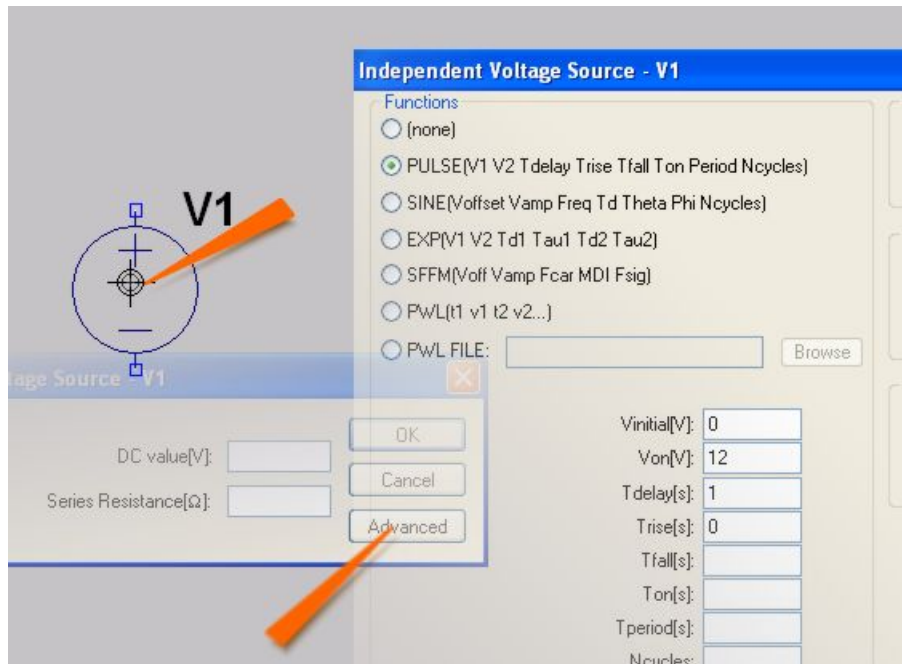 Independent Voltage Source - V1
Functions
(none)
PULSE(V1 V2 Tdelay Trise Tfall Ton Period Ncycles)
SINE(Voffset Vamp Freq Td Theta Phi Ncycles)
EXP(V1 V2 Td1 Tau1 Td2 Tau2)
SFFM(Voff Vamp Fcar MDI Fsig)
PWL(t1 v1 t2 v2...)
PWL FILE: Browse
V1
tage Source - V1
DC value[V]:
Series Resistance[Ω]:
OK
Cancel
Advanced
Vinitial[V]: 0
Von[V]: 12
Tdelay[s]: 1
Trise[s]: 0
Tfall[s]:
Ton[s]:
Tperiod[s]:
Ncycles: